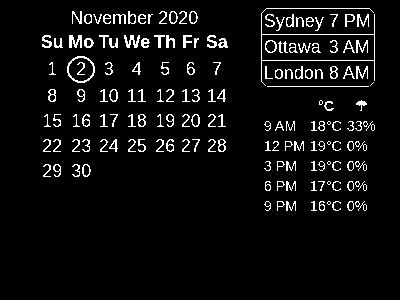 November 2020
Su Mo Tu We Th Fr Sa
1 2 3 4 5 6 7
8 9 10 11 12 13 14
15 16 17 18 19 20 21
22 23 24 25 26 27 28
29 30
Sydney 7 PM
Ottawa 3 AM
London 8 AM
°C ☂
9 AM 18°C 33%
12 PM 19°C 0%
3 PM 19°C 0%
6 PM 17°C 0%
9 PM 16°C 0%